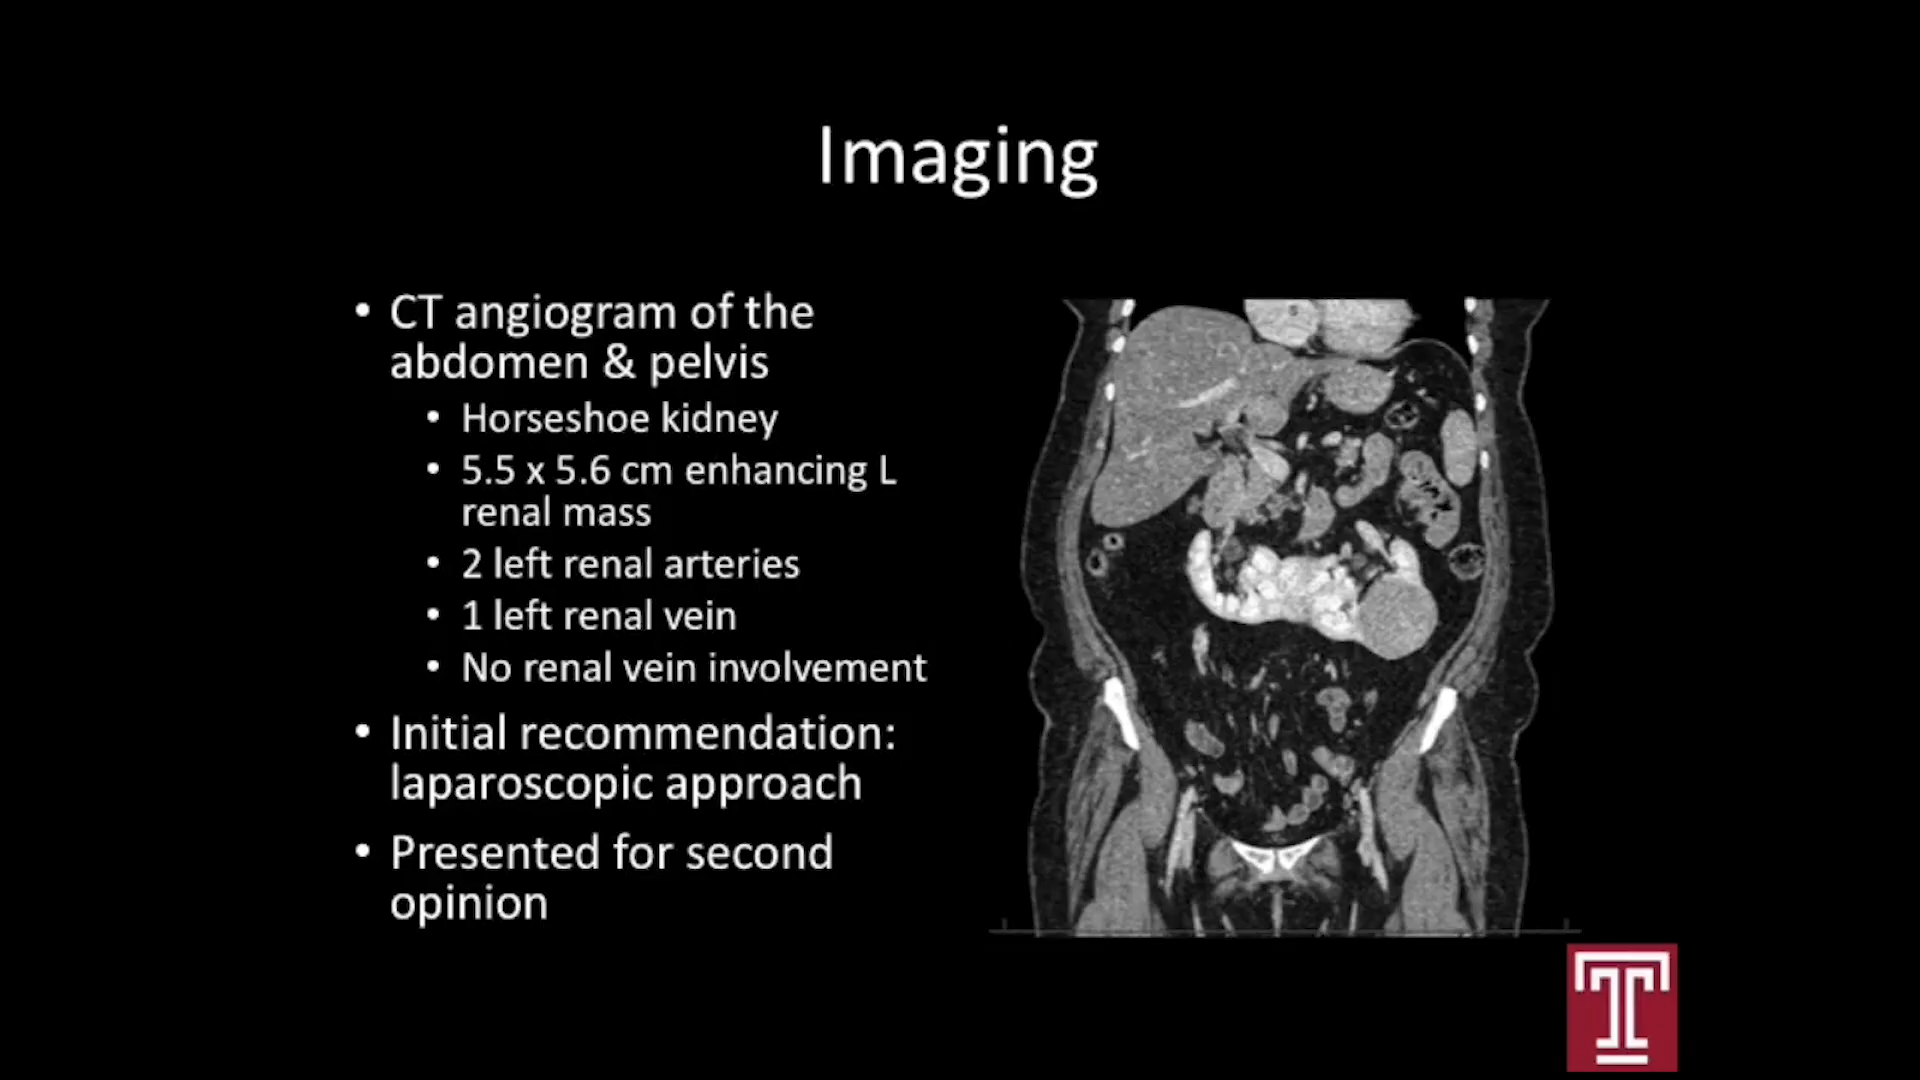 Imaging
• CT angiogram of the
abdomen & pelvis
• Horseshoe kidney
• 5.5 x 5.6 cm enhancing L
renal mass
• 2 left renal arteries
• 1 left renal vein
• No renal vein involvement
• Initial recommendation:
laparoscopic approach
• Presented for second
opinion
T